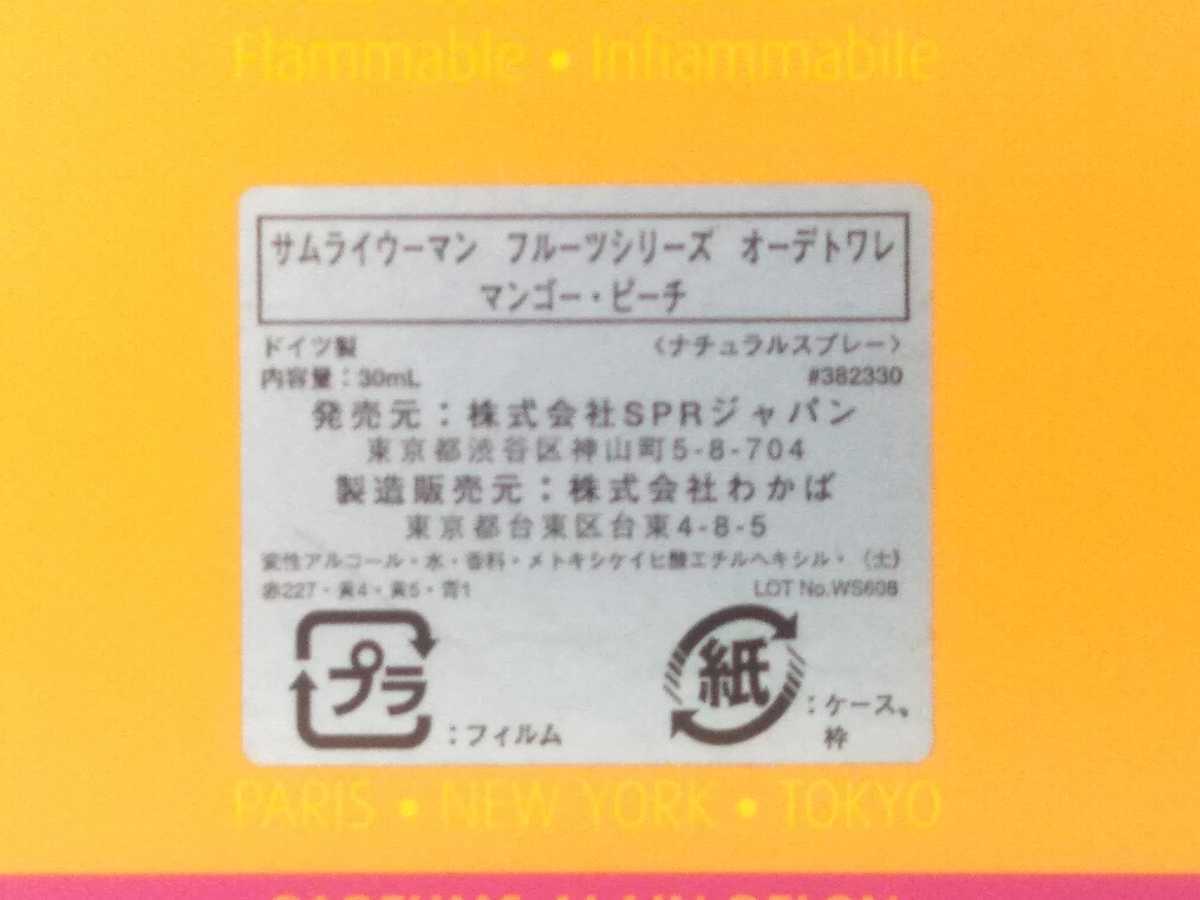 Flammable • Infiammabile
サムライウーマン フルーツシリーズ オーデトワレ
マンゴー・ピーチ
ドイツ製 〈ナチュラルスプレー〉
内容量：30mL #382330
発売元：株式会社SPRジャパン
東京都渋谷区神山町5-8-704
製造販売元：株式会社わかば
東京都台東区台東4-8-5
変性アルコール・水・香料・メトキシケイヒ酸エチルヘキシル・（±）
赤227・黄4・黄5・青1 LOT No.WS608
プラ ：フィルム
紙 ：ケース、
枠
PARIS • NEW YORK • TOKYO
PARFUMS ALAIN DELON